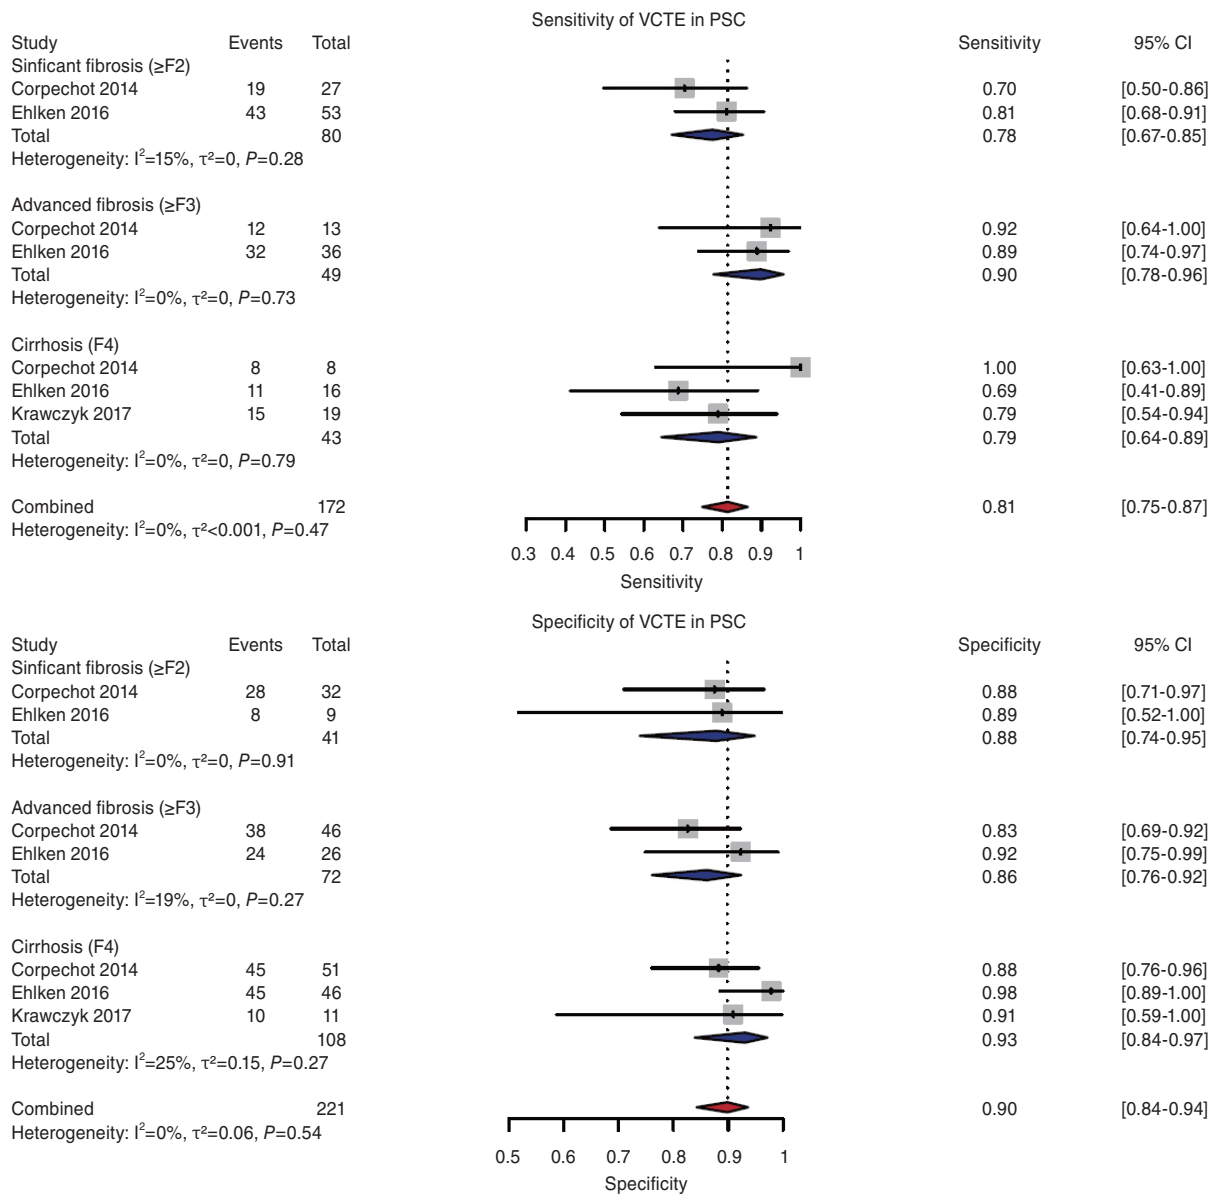 Sensitivity of VCTE in PSC
Study Events Total Sensitivity 95% CI
Sinficant fibrosis (≥F2)
Corpechot 2014 19 27 0.70 [0.50-0.86]
Ehlken 2016 43 53 0.81 [0.68-0.91]
Total 80 0.78 [0.67-0.85]
Heterogeneity: I²=15%, τ²=0, P=0.28
Advanced fibrosis (≥F3)
Corpechot 2014 12 13 0.92 [0.64-1.00]
Ehlken 2016 32 36 0.89 [0.74-0.97]
Total 49 0.90 [0.78-0.96]
Heterogeneity: I²=0%, τ²=0, P=0.73
Cirrhosis (F4)
Corpechot 2014 8 8 1.00 [0.63-1.00]
Ehlken 2016 11 16 0.69 [0.41-0.89]
Krawczyk 2017 15 19 0.79 [0.54-0.94]
Total 43 0.79 [0.64-0.89]
Heterogeneity: I²=0%, τ²=0, P=0.79
Combined 172 0.81 [0.75-0.87]
Heterogeneity: I²=0%, τ²<0.001, P=0.47
0.3 0.4 0.5 0.6 0.7 0.8 0.9 1
Sensitivity
Specificity of VCTE in PSC
Study Events Total Specificity 95% CI
Sinficant fibrosis (≥F2)
Corpechot 2014 28 32 0.88 [0.71-0.97]
Ehlken 2016 8 9 0.89 [0.52-1.00]
Total 41 0.88 [0.74-0.95]
Heterogeneity: I²=0%, τ²=0, P=0.91
Advanced fibrosis (≥F3)
Corpechot 2014 38 46 0.83 [0.69-0.92]
Ehlken 2016 24 26 0.92 [0.75-0.99]
Total 72 0.86 [0.76-0.92]
Heterogeneity: I²=19%, τ²=0, P=0.27
Cirrhosis (F4)
Corpechot 2014 45 51 0.88 [0.76-0.96]
Ehlken 2016 45 46 0.98 [0.89-1.00]
Krawczyk 2017 10 11 0.91 [0.59-1.00]
Total 108 0.93 [0.84-0.97]
Heterogeneity: I²=25%, τ²=0.15, P=0.27
Combined 221 0.90 [0.84-0.94]
Heterogeneity: I²=0%, τ²=0.06, P=0.54
0.5 0.6 0.7 0.8 0.9 1
Specificity